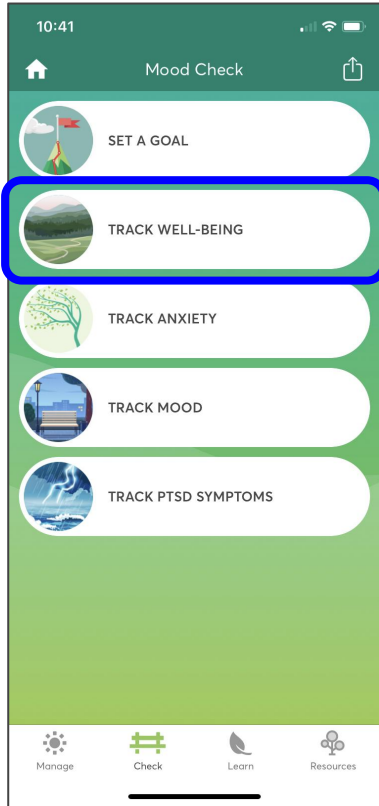 10:41
Mood Check
SET A GOAL
TRACK WELL-BEING
TRACK ANXIETY
TRACK MOOD
TRACK PTSD SYMPTOMS
Manage Check Learn Resources